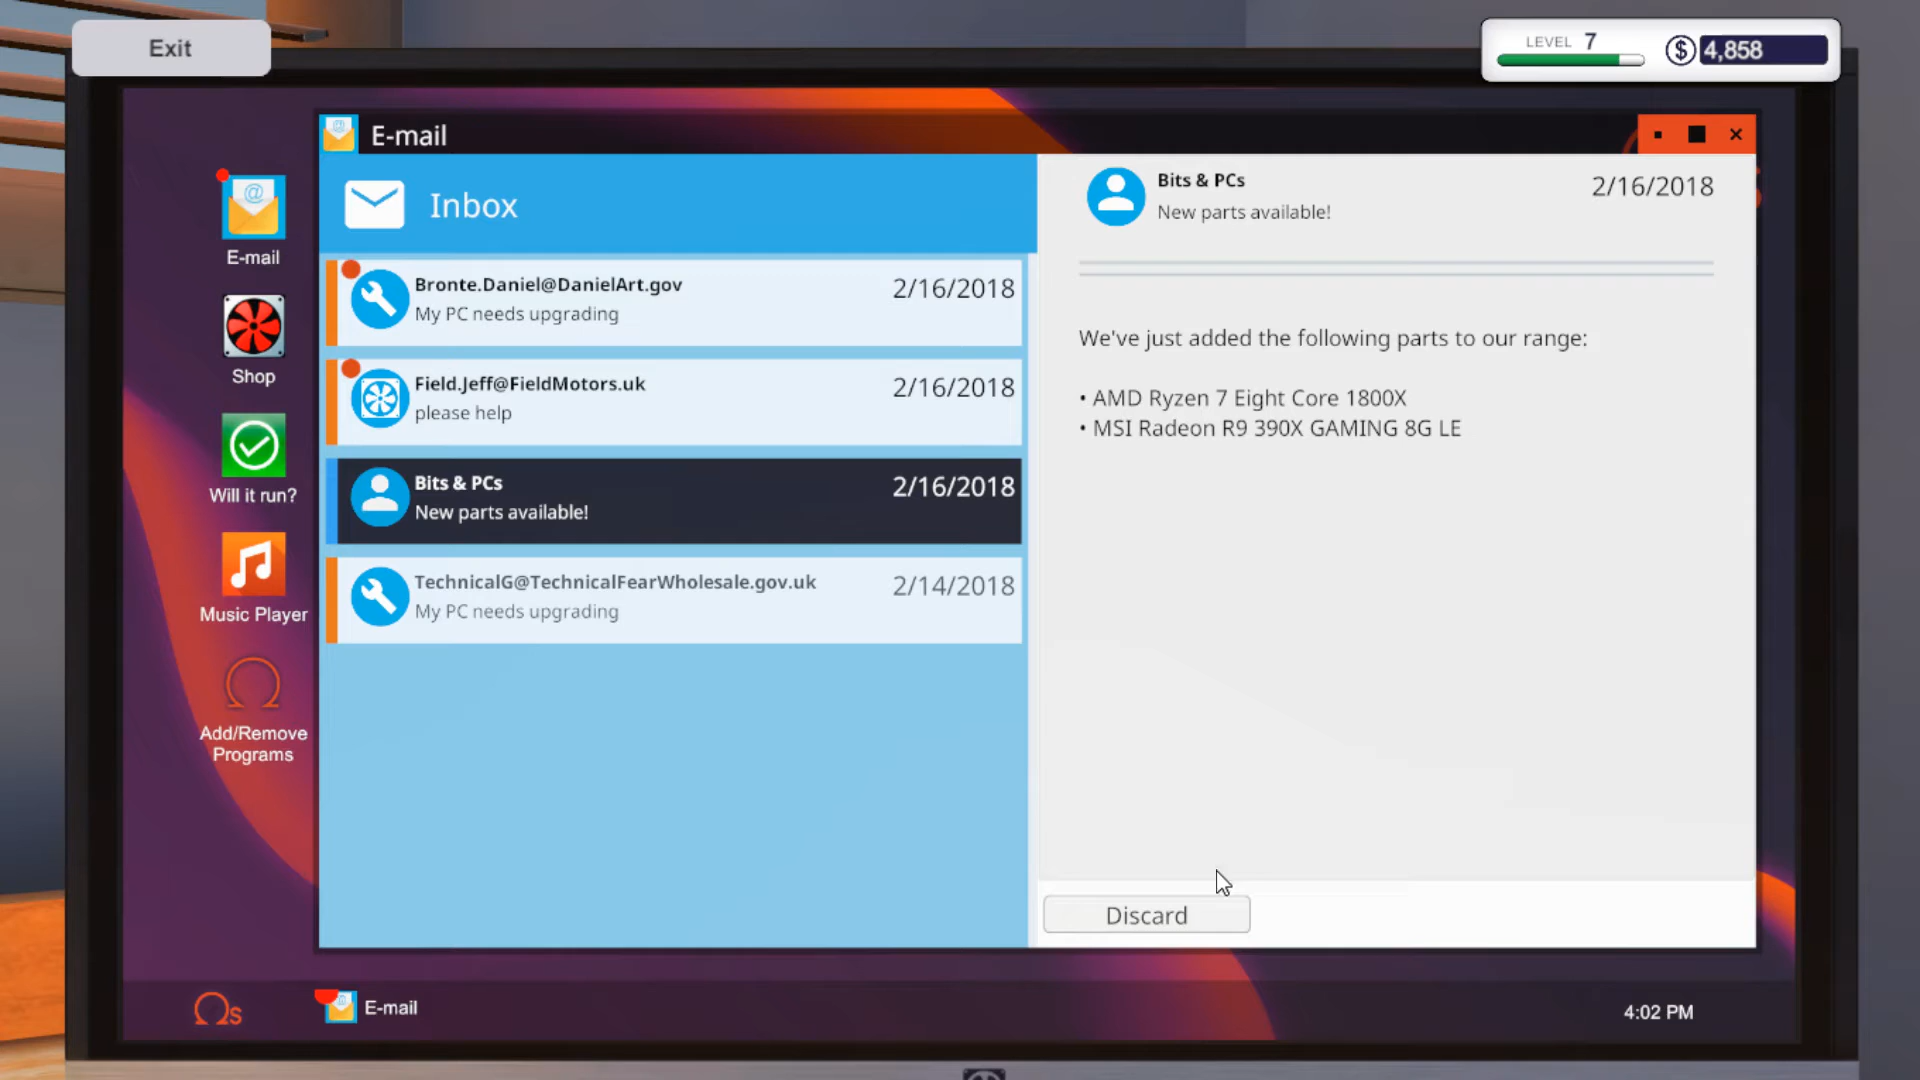 Exit
LEVEL 7
$ 4,858
E-mail
E-mail
Shop
Will it run?
Music Player
Add/Remove
Programs
Inbox
Bronte.Daniel@DanielArt.gov
2/16/2018
My PC needs upgrading
Field.Jeff@FieldMotors.uk
2/16/2018
please help
Bits & PCs
2/16/2018
New parts available!
TechnicalG@TechnicalFearWholesale.gov.uk
2/14/2018
My PC needs upgrading
Bits & PCs
2/16/2018
New parts available!
We've just added the following parts to our range:
• AMD Ryzen 7 Eight Core 1800X
• MSI Radeon R9 390X GAMING 8G LE
Discard
Ωs
E-mail
4:02 PM